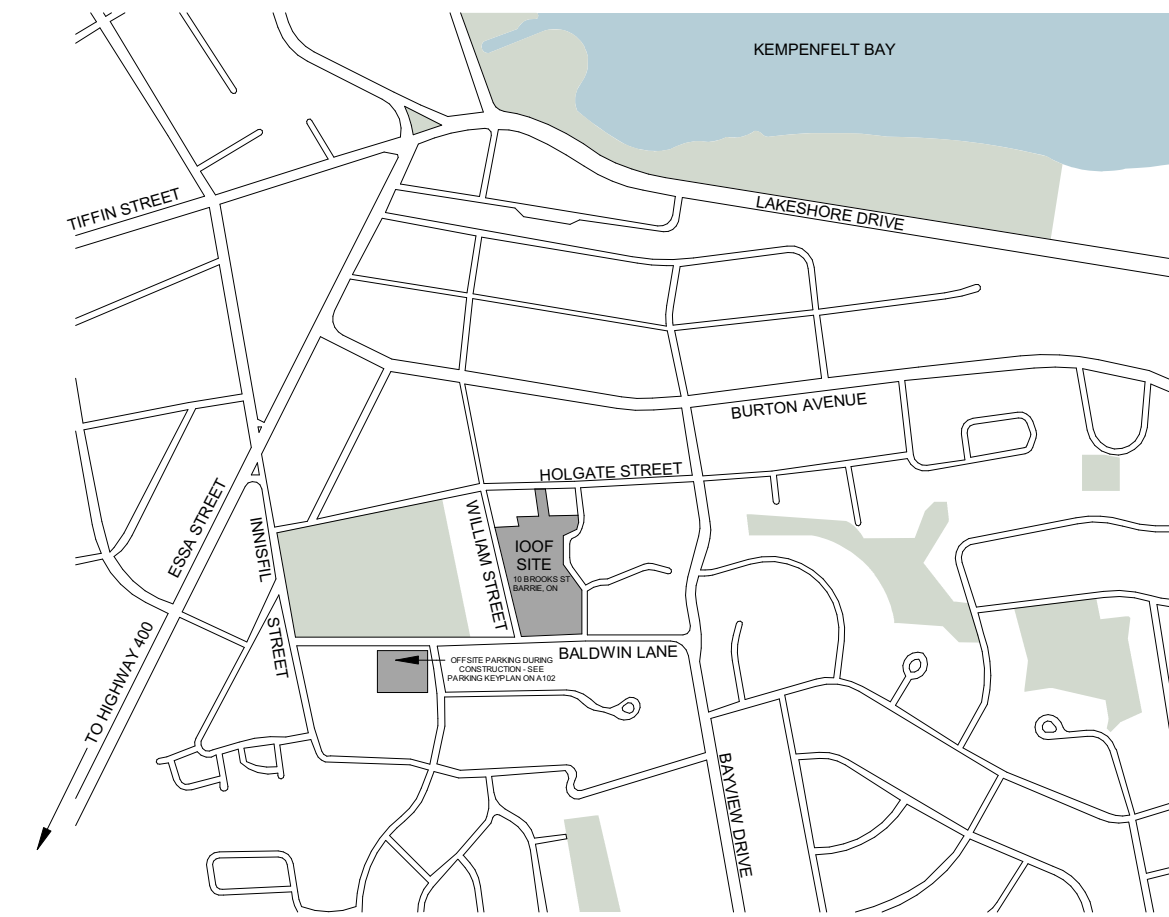 KEMPENFELT BAY
TIFFIN STREET
LAKESHORE DRIVE
BURTON AVENUE
HOLGATE STREET
ESSA STREET
INNISFIL
STREET
WILLIAM STREET
IOOF
SITE
10 BROOKS ST
BARRIE, ON
TO HIGHWAY 400
BALDWIN LANE
OFFSITE PARKING DURING
CONSTRUCTION - SEE
PARKING KEYPLAN ON A102
BAYVIEW DRIVE